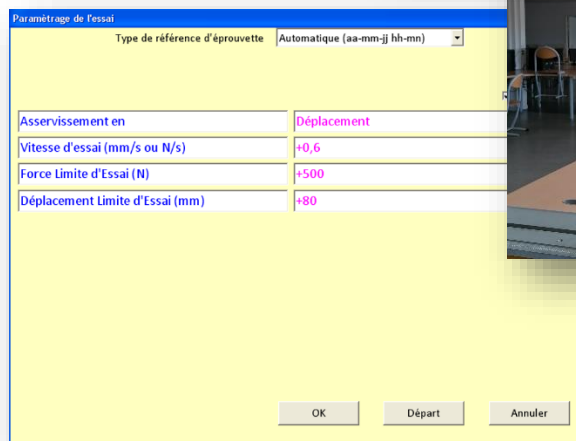 Paramètrage de l'essai
Type de référence d'éprouvette Automatique (aa-mm-jj hh-mn)
Asservissement en Déplacement
Vitesse d'essai (mm/s ou N/s) +0,6
Force Limite d'Essai (N) +500
Déplacement Limite d'Essai (mm) +80
OK Départ Annuler